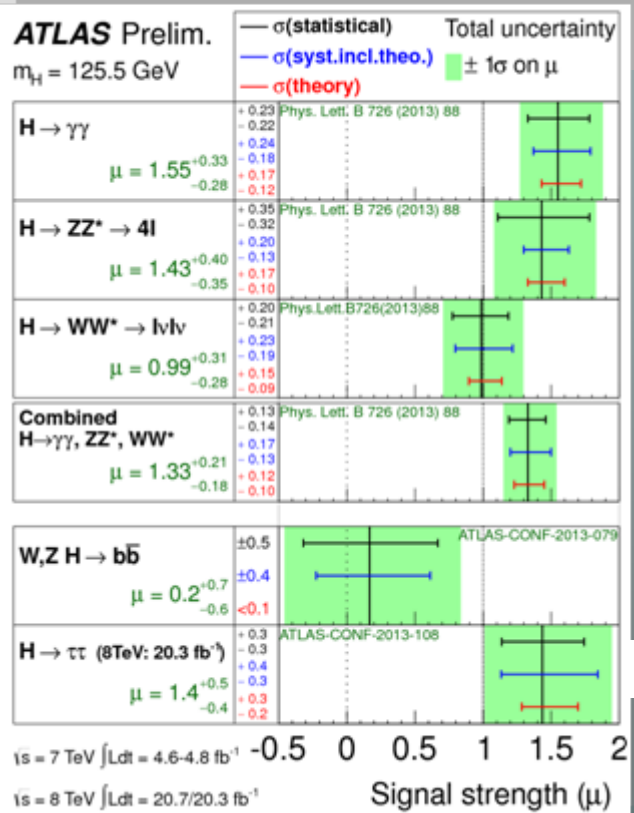 ATLAS Prelim.
m_H = 125.5 GeV
σ(statistical)
σ(syst.incl.theo.)
σ(theory)
Total uncertainty
± 1σ on μ
H → γγ
μ = 1.55 +0.33 -0.28
+ 0.23
- 0.22
+ 0.24
- 0.18
+ 0.17
- 0.12
Phys. Lett. B 726 (2013) 88
H → ZZ* → 4l
μ = 1.43 +0.40 -0.35
+ 0.35
- 0.32
+ 0.20
- 0.13
+ 0.17
- 0.10
Phys. Lett. B 726 (2013) 88
H → WW* → lνlν
μ = 0.99 +0.31 -0.28
+ 0.20
- 0.21
+ 0.23
- 0.19
+ 0.15
- 0.09
Phys.Lett.B726(2013)88
Combined
H→γγ, ZZ*, WW*
μ = 1.33 +0.21 -0.18
+ 0.13
- 0.14
+ 0.17
- 0.13
+ 0.12
- 0.10
Phys. Lett. B 726 (2013) 88
W,Z H → bb̅
μ = 0.2 +0.7 -0.6
±0.5
±0.4
<0.1
ATLAS-CONF-2013-079
H → ττ (8TeV: 20.3 fb⁻¹)
μ = 1.4 +0.5 -0.4
+ 0.3
- 0.3
+ 0.4
- 0.3
+ 0.3
- 0.2
ATLAS-CONF-2013-108
√s = 7 TeV ∫Ldt = 4.6-4.8 fb⁻¹
√s = 8 TeV ∫Ldt = 20.7/20.3 fb⁻¹
-0.5 0 0.5 1 1.5 2
Signal strength (μ)